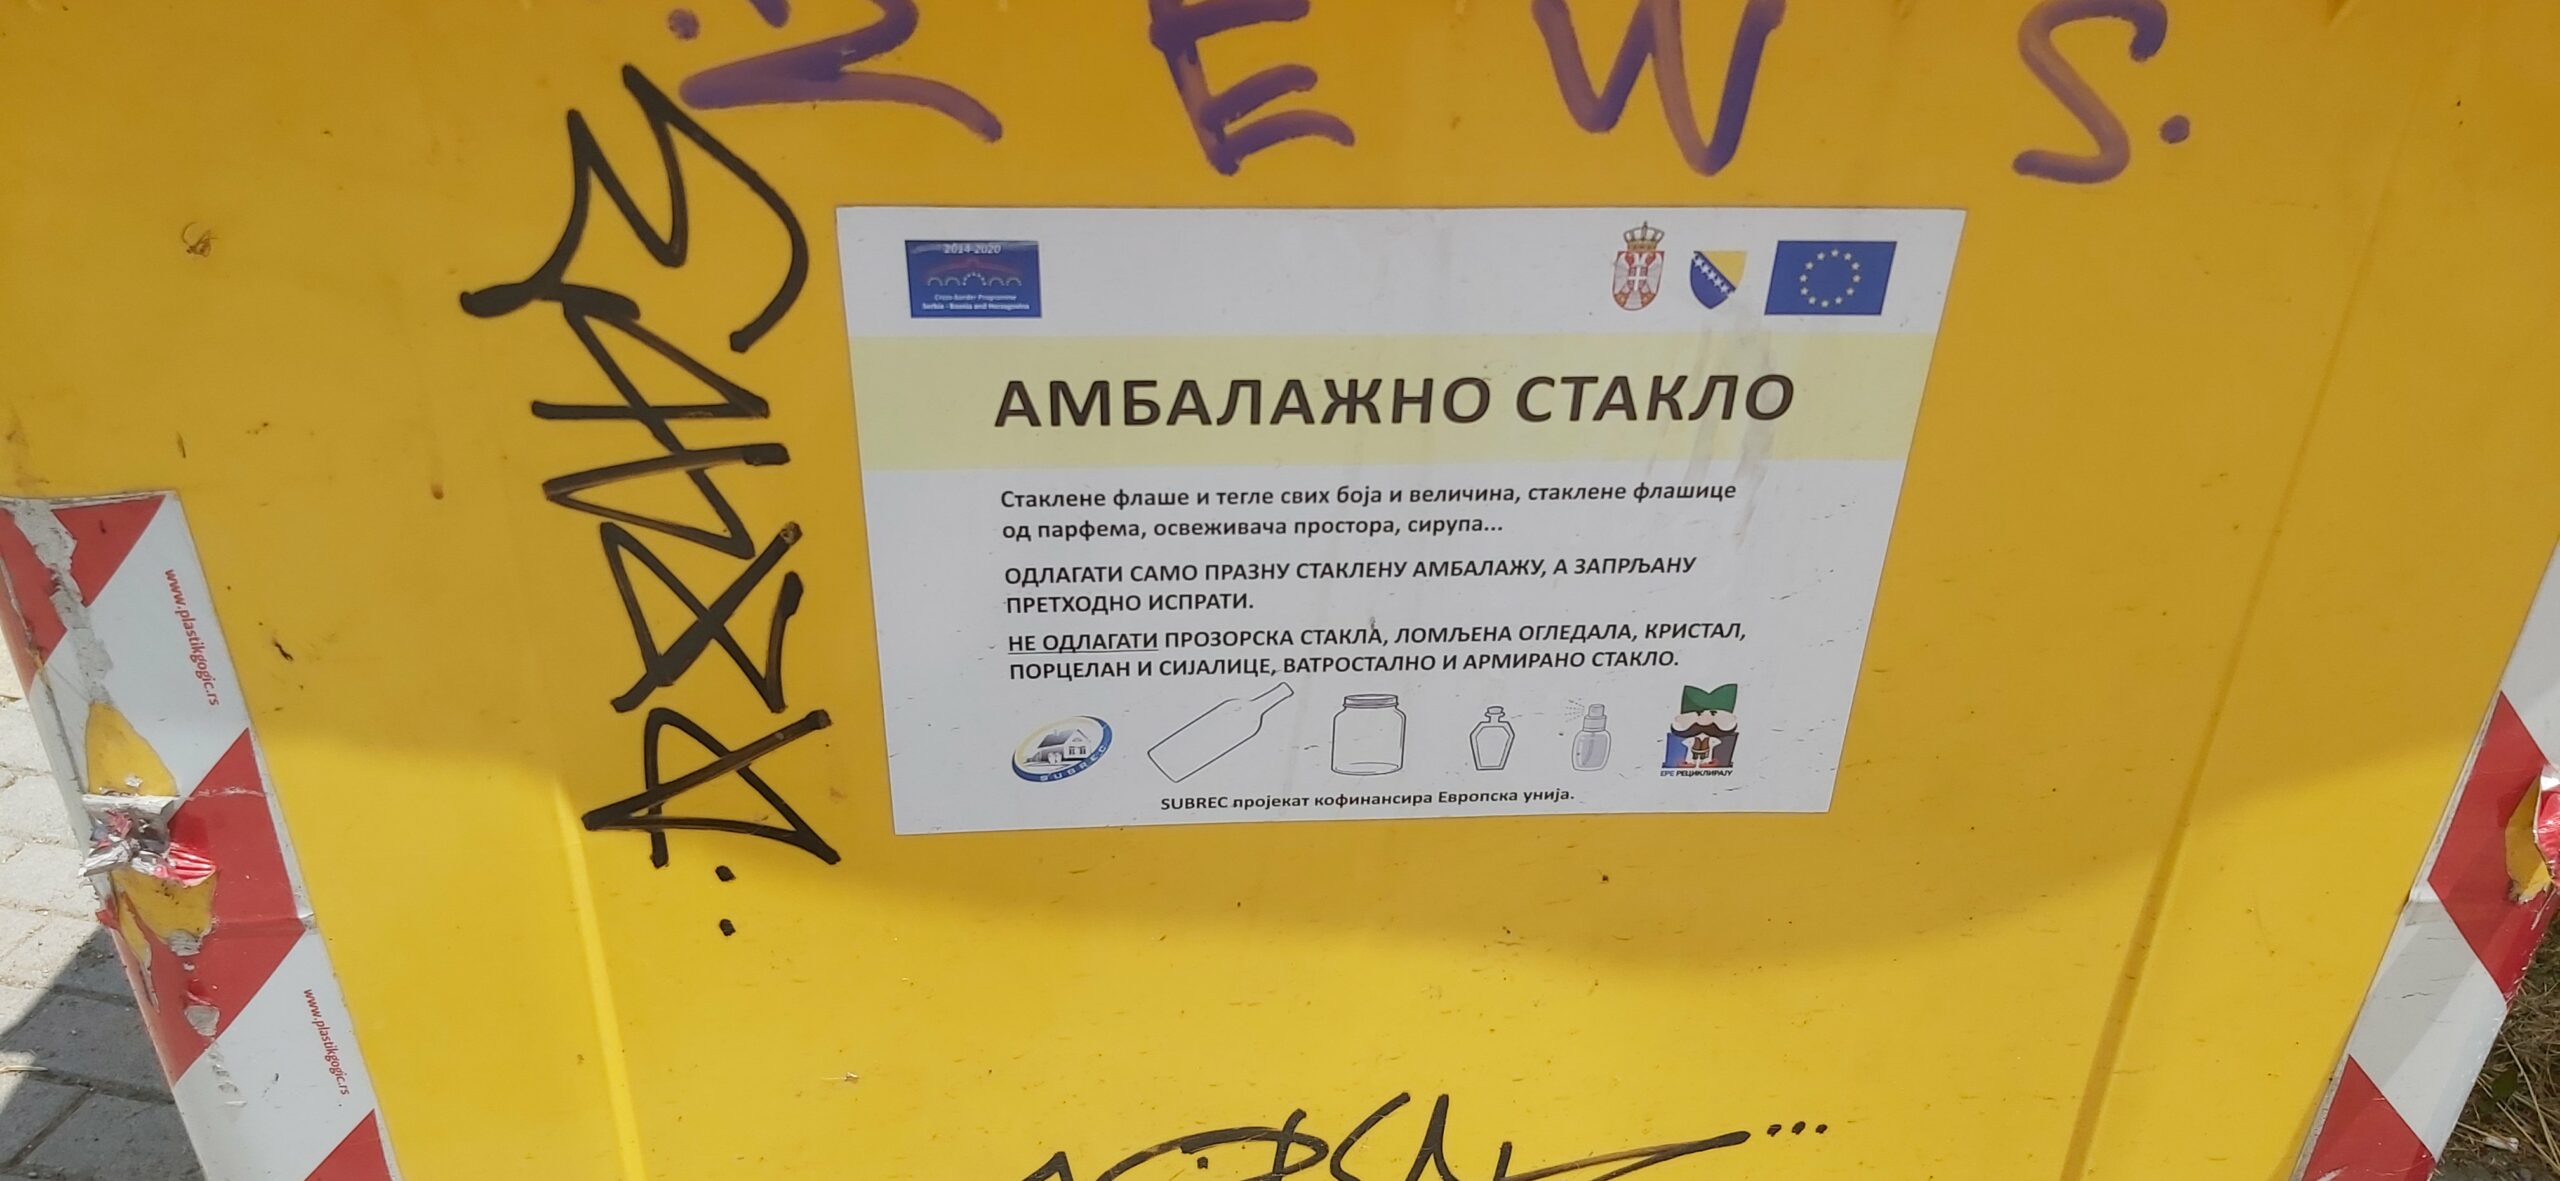 REWS.
2014-2020
Cross-Border Programme
Serbia - Bosnia and Herzegovina
АМБАЛАЖНО СТАКЛО
Стаклене флаше и тегле свих боја и величина, стаклене флашице
од парфема, освеживача простора, сирупа...
ОДЛАГАТИ САМО ПРАЗНУ СТАКЛЕНУ АМБАЛАЖУ, А ЗАПРЉАНУ
ПРЕТХОДНО ИСПРАТИ.
НЕ ОДЛАГАТИ ПРОЗОРСКА СТАКЛА, ЛОМЉЕНА ОГЛЕДАЛА, КРИСТАЛ,
ПОРЦЕЛАН И СИЈАЛИЦЕ, ВАТРОСТАЛНО И АРМИРАНО СТАКЛО.
SUBREC
ЕРЕ РЕЦИКЛИРАЈУ
SUBREC пројекат кофинансира Европска унија.
www.plastikgogic.rs
www.plastikgogic.rs